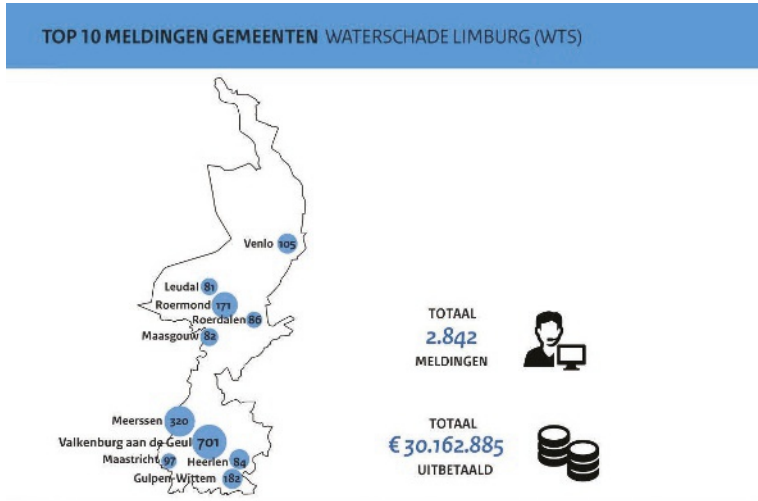 TOP 10 MELDINGEN GEMEENTEN WATERSCHADE LIMBURG (WTS)
Venlo 105
Leudal 81
Roermond 171
Roerdalen 86
Maasgouw 82
TOTAAL
2.842
MELDINGEN
Meerssen 320
Valkenburg aan de Geul 701
Maastricht 97
Heerlen 84
Gulpen-Wittem 182
TOTAAL
€ 30.162.885
UITBETAALD